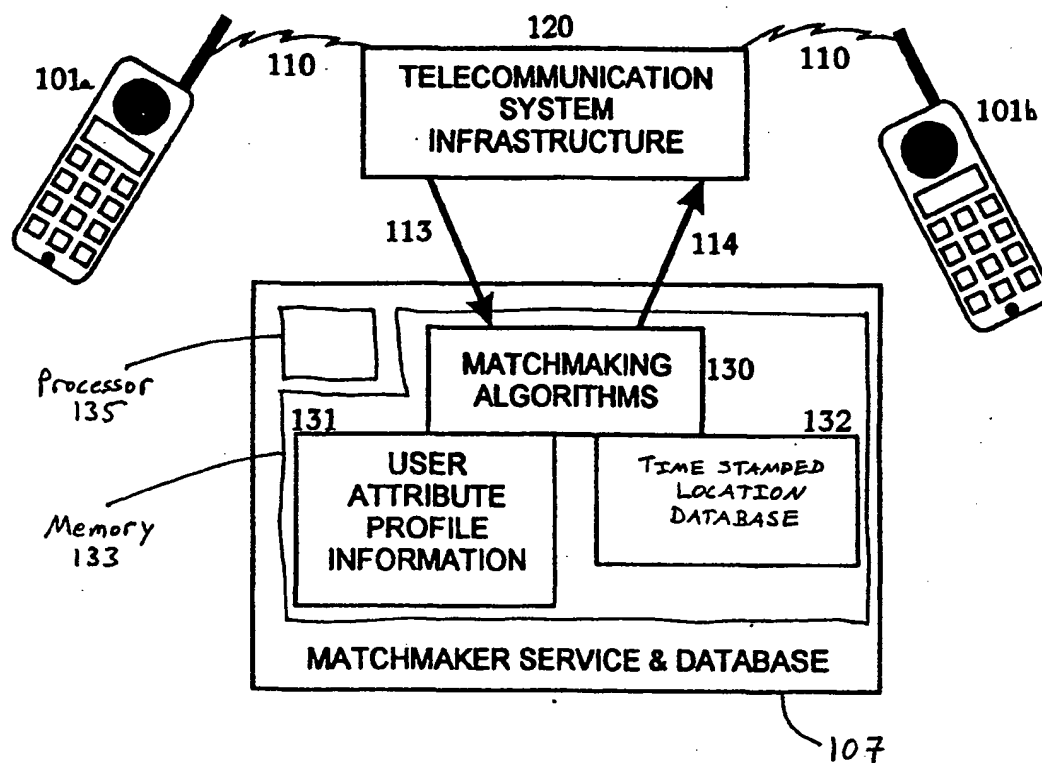 120
101a
110
110
101b
TELECOMMUNICATION
SYSTEM
INFRASTRUCTURE
113
114
Processor
135
MATCHMAKING
ALGORITHMS
130
131
132
USER
ATTRIBUTE
PROFILE
INFORMATION
TIME STAMPED
LOCATION
DATABASE
Memory
133
MATCHMAKER SERVICE & DATABASE
107